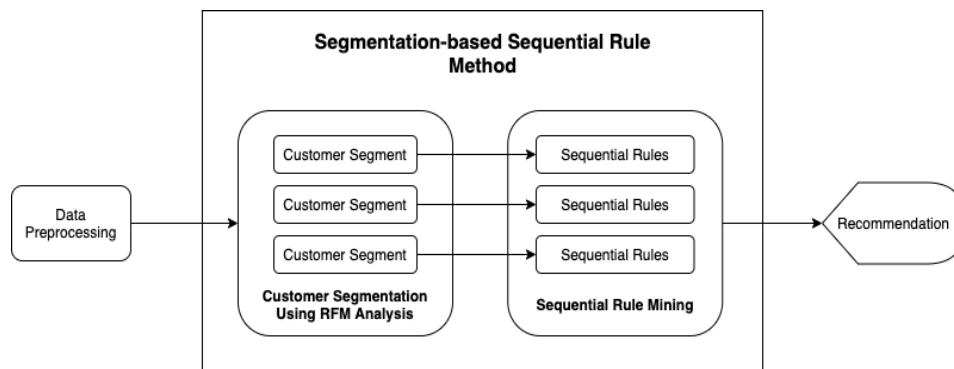 Segmentation-based Sequential Rule
Method
Data
Preprocessing
Customer Segment
Customer Segment
Customer Segment
Customer Segmentation
Using RFM Analysis
Sequential Rules
Sequential Rules
Sequential Rules
Sequential Rule Mining
Recommendation